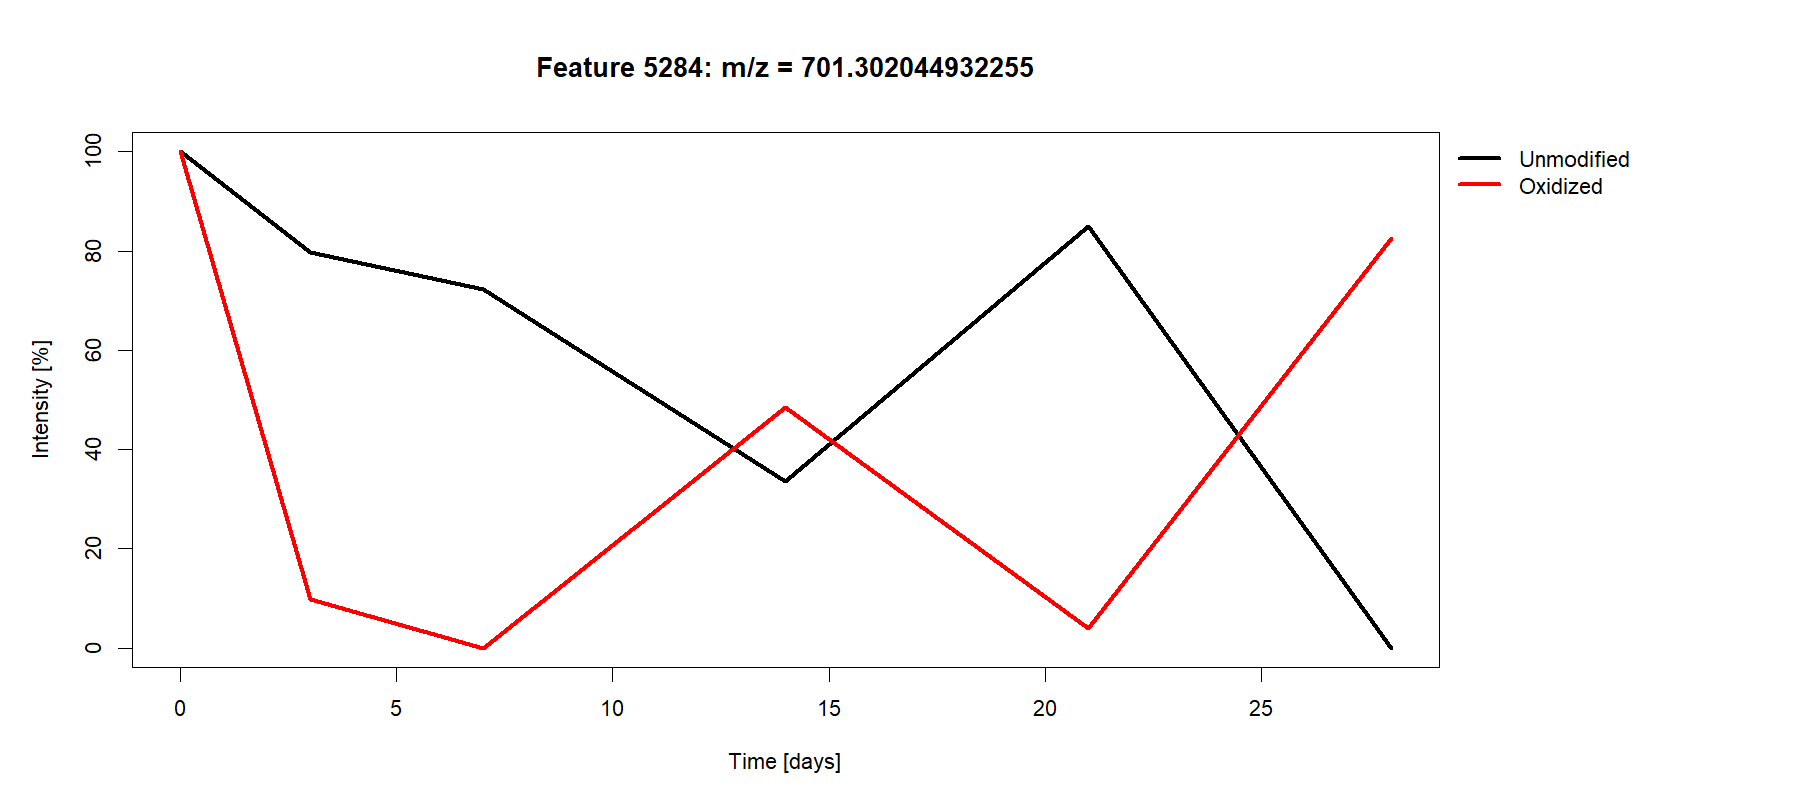 Feature 5284: m/z = 701.302044932255
Unmodified
Oxidized
Intensity [%]
100
80
60
40
20
0
0 5 10 15 20 25
Time [days]